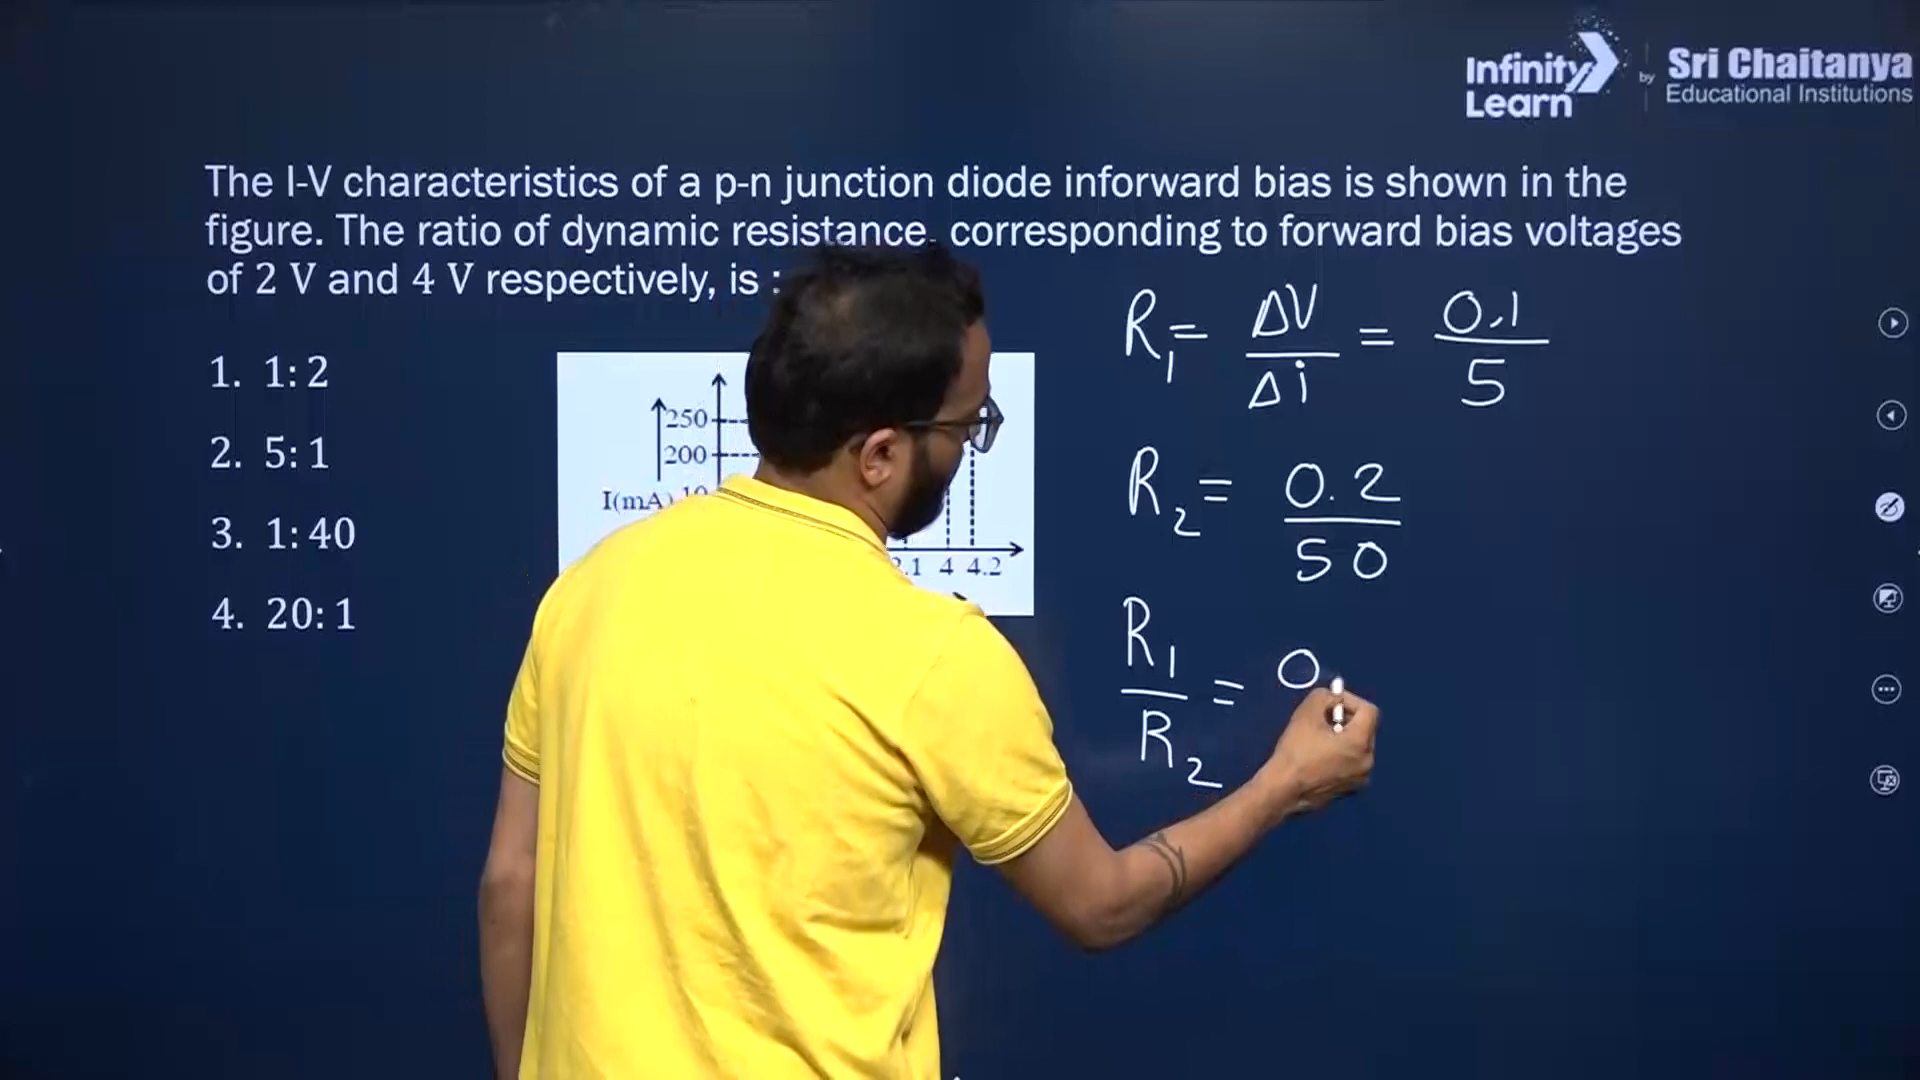 Infinity Learn by Sri Chaitanya Educational Institutions
The I-V characteristics of a p-n junction diode inforward bias is shown in the
figure. The ratio of dynamic resistance, corresponding to forward bias voltages
of 2 V and 4 V respectively, is :
1. 1: 2
2. 5: 1
3. 1: 40
4. 20: 1
250
200
I(mA) 10
.1 4 4.2
R₁ = ΔV/Δi = 0.1/5
R₂ = 0.2/50
R₁/R₂ = 0.